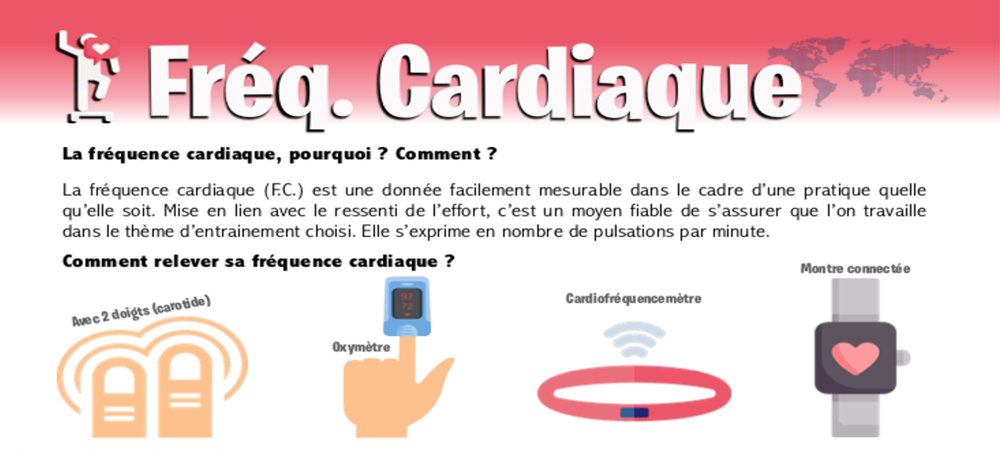 Fréq. Cardiaque
La fréquence cardiaque, pourquoi ? Comment ?
La fréquence cardiaque (F.C.) est une donnée facilement mesurable dans le cadre d’une pratique quelle
qu’elle soit. Mise en lien avec le ressenti de l’effort, c’est un moyen fiable de s’assurer que l’on travaille
dans le thème d’entrainement choisi. Elle s’exprime en nombre de pulsations par minute.
Comment relever sa fréquence cardiaque ?
Montre connectée
Cardiofréquencemètre
Avec 2 doigts (carotide)
97
72
Oxymètre